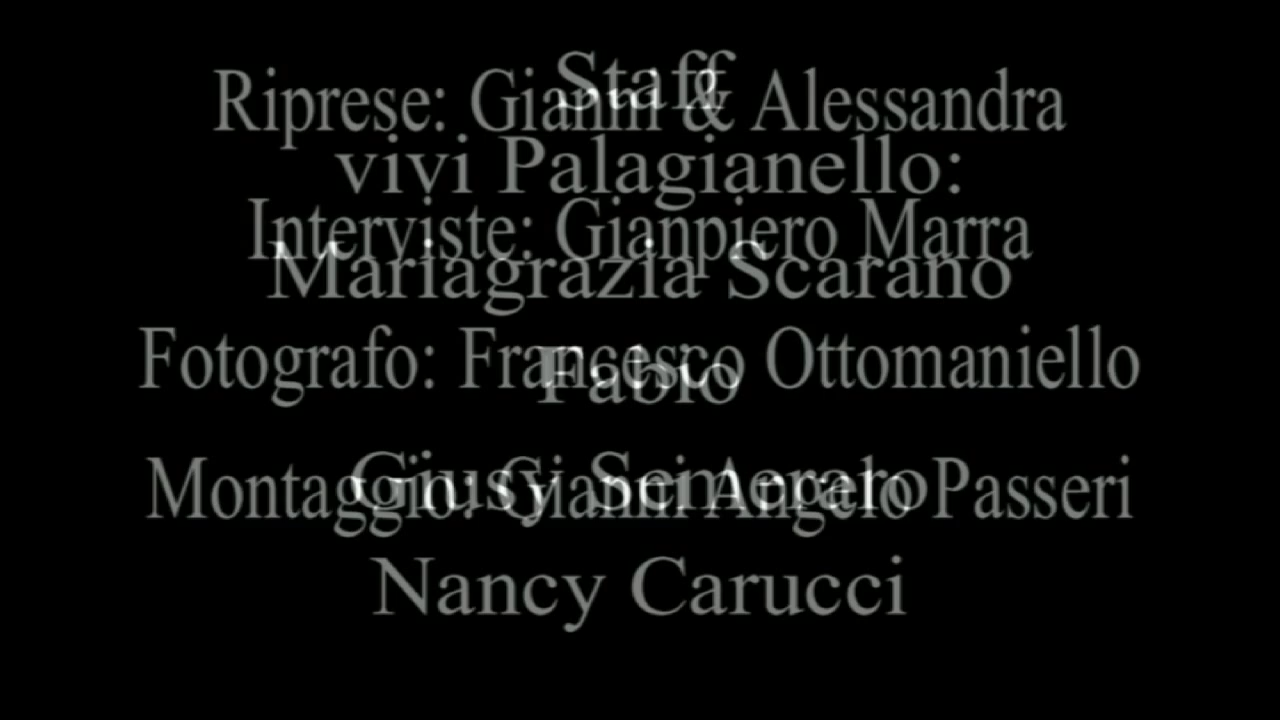 Staff
Riprese: Gianni & Alessandra
vivi Palagianello:
Interviste: Gianpiero Marra
Mariagrazia Scarano
Fotografo: Francesco Ottomaniello
Fabio
Giusy Semeraro
Montaggio: Gianni Angelo Passeri
Nancy Carucci